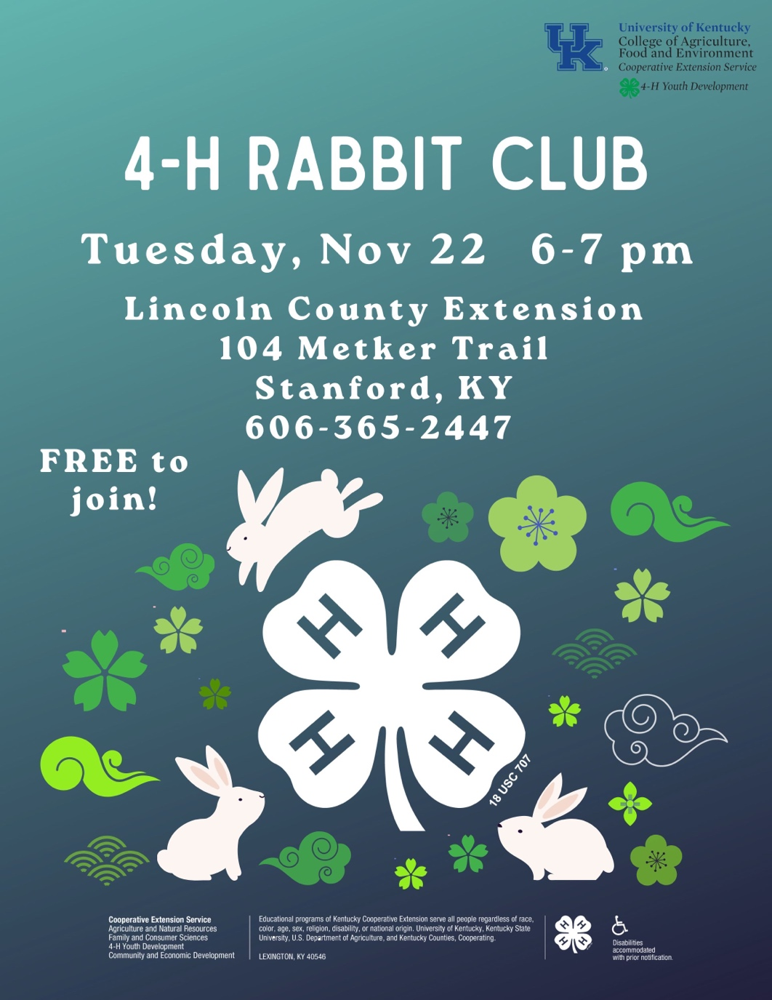 UK
University of Kentucky
College of Agriculture,
Food and Environment
Cooperative Extension Service
4-H Youth Development
4-H RABBIT CLUB
Tuesday, Nov 22 6-7 pm
Lincoln County Extension
104 Metker Trail
Stanford, KY
606-365-2447
FREE to
join!
H H
H H
18 USC 707
Cooperative Extension Service
Agriculture and Natural Resources
Family and Consumer Sciences
4-H Youth Development
Community and Economic Development
Educational programs of Kentucky Cooperative Extension serve all people regardless of race,
color, age, sex, religion, disability, or national origin. University of Kentucky, Kentucky State
University, U.S. Department of Agriculture, and Kentucky Counties, Cooperating.
LEXINGTON, KY 40546
H H
H H
Disabilities
accommodated
with prior notification.